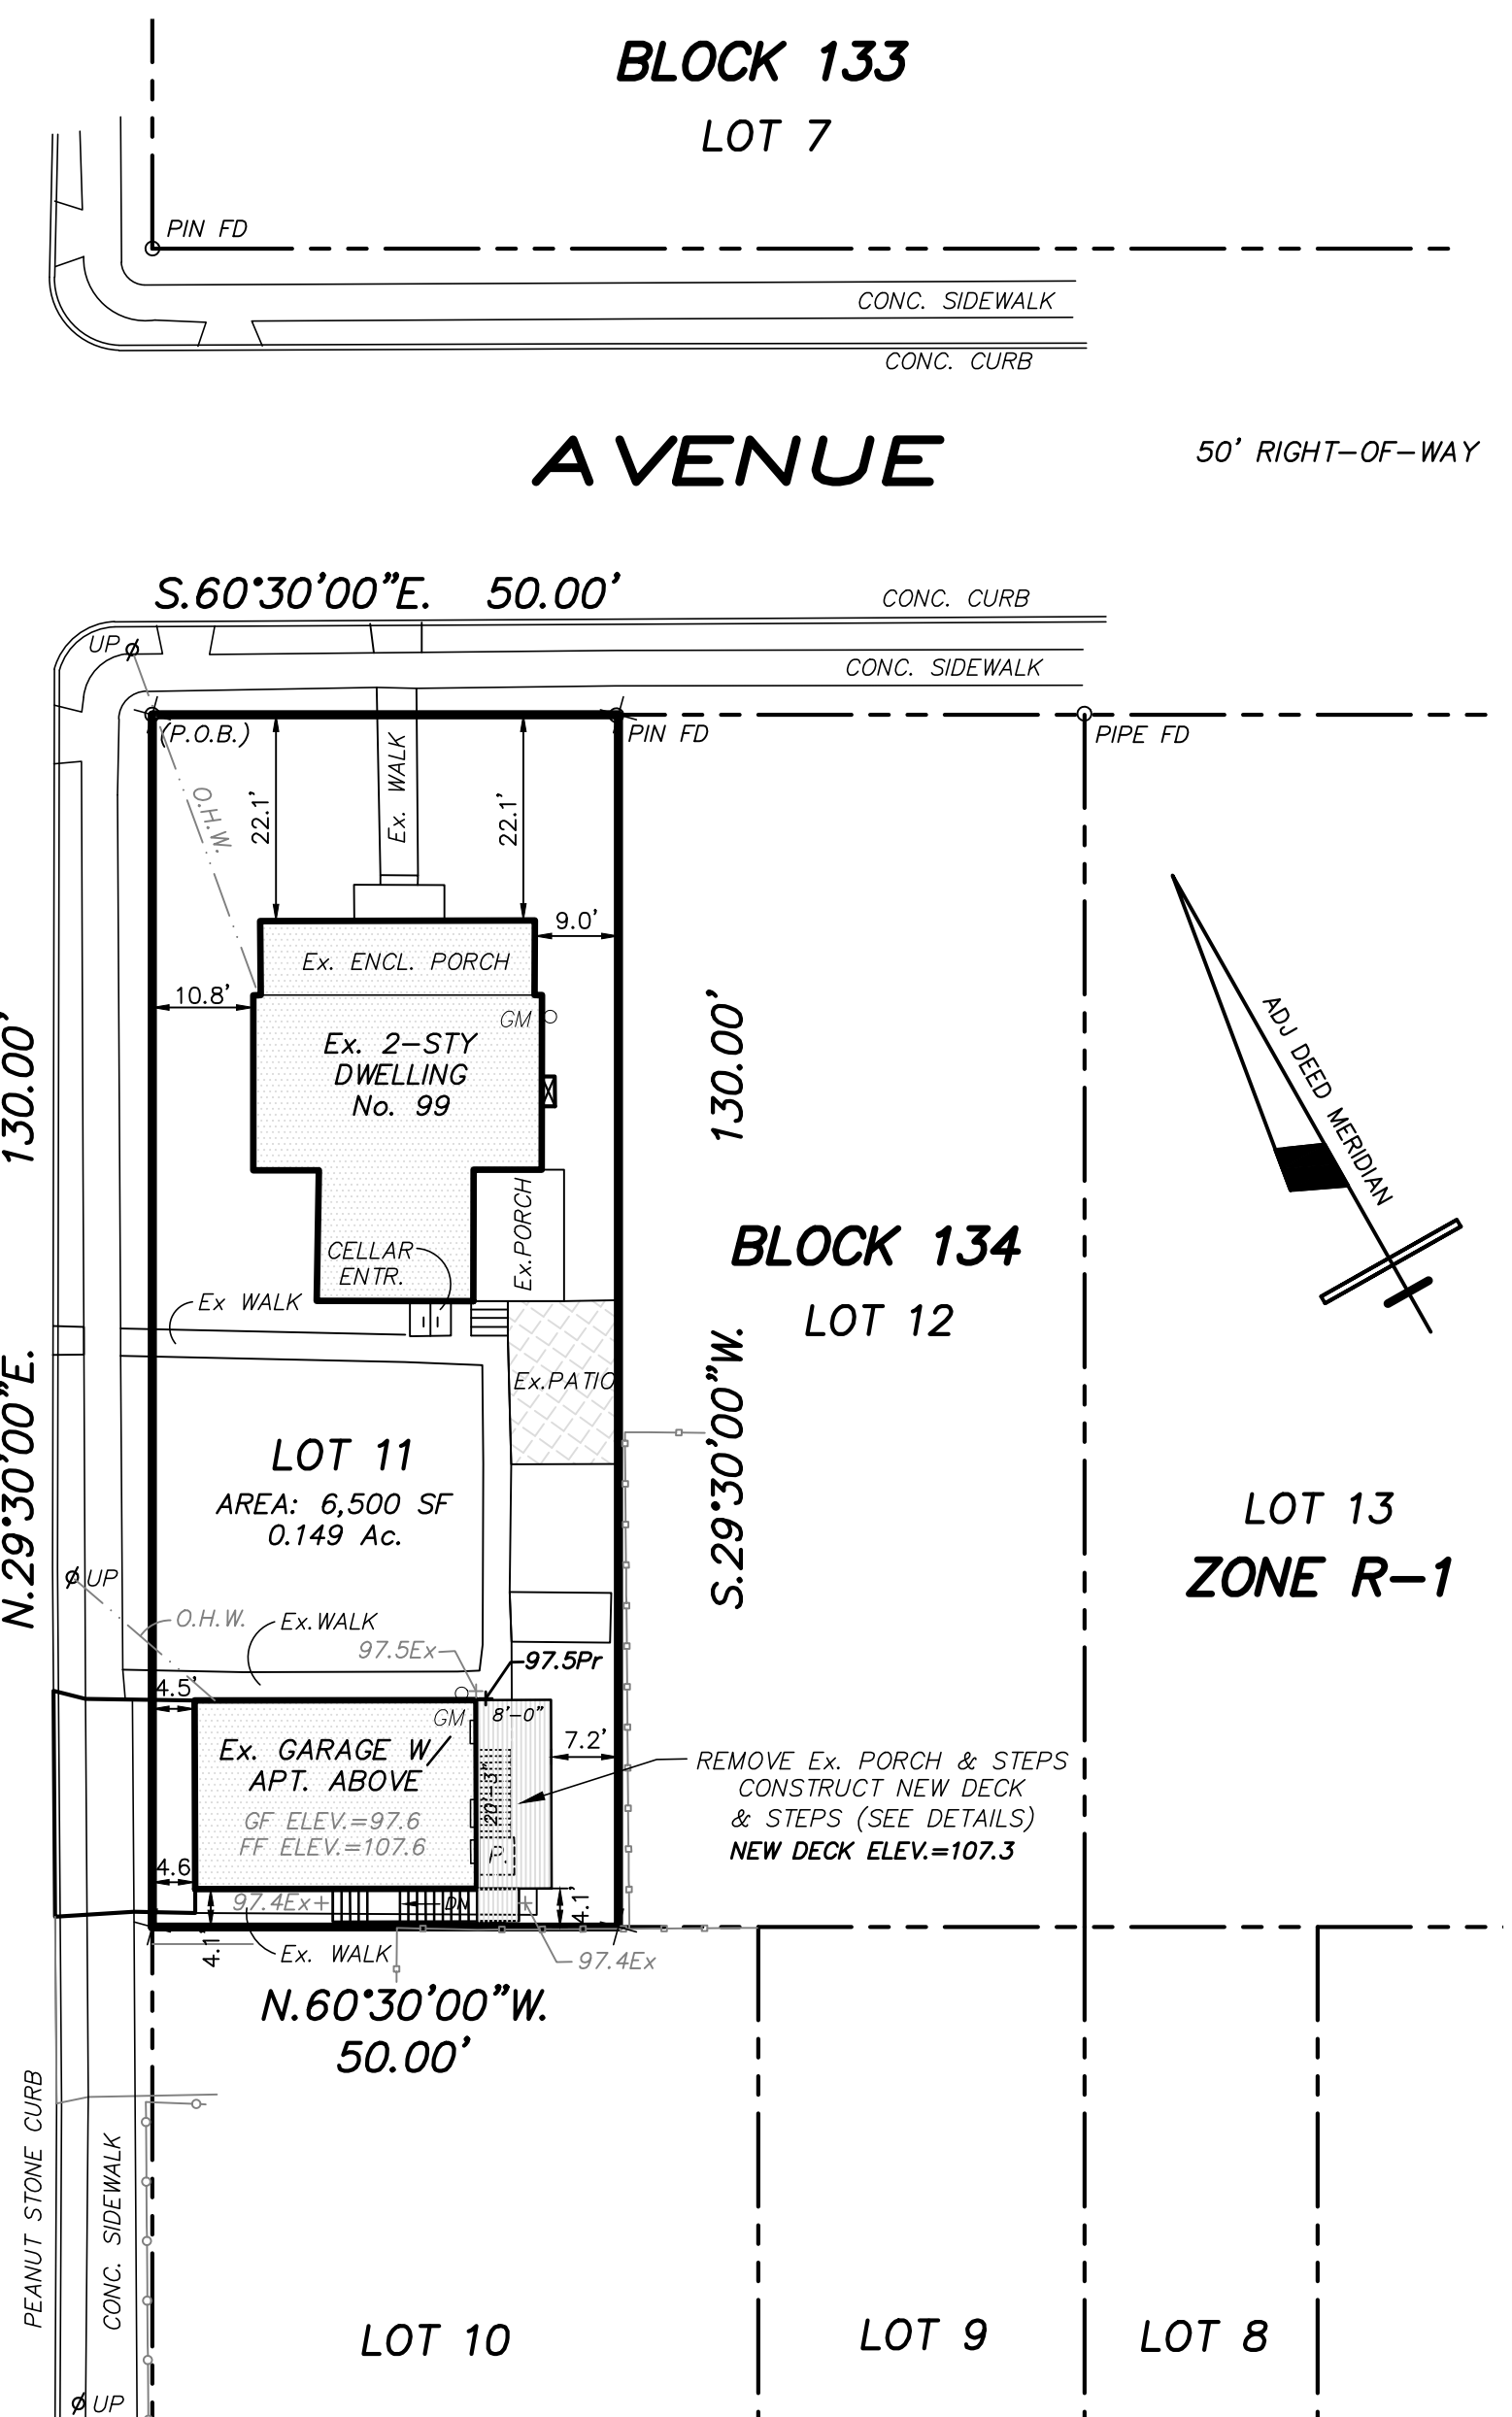 BLOCK 133
LOT 7
PIN FD
CONC. SIDEWALK
CONC. CURB
AVENUE
50' RIGHT-OF-WAY
S.60°30'00"E. 50.00'
CONC. CURB
UP
CONC. SIDEWALK
(P.O.B.)
PIN FD
PIPE FD
Ex. WALK
O.H.W.
22.1'
22.1'
9.0'
Ex. ENCL. PORCH
10.8'
GM
Ex. 2-STY
DWELLING
No. 99
N.29°30'00"E. 130.00'
S.29°30'00"W. 130.00'
ADJ DEED MERIDIAN
Ex.PORCH
CELLAR
ENTR.
BLOCK 134
LOT 12
Ex WALK
Ex.PATIO
LOT 11
AREA: 6,500 SF
0.149 Ac.
LOT 13
ZONE R-1
UP
O.H.W.
Ex.WALK
97.5Ex
97.5Pr
4.5'
GM
8'-0"
7.2'
Ex. GARAGE W/
APT. ABOVE
GF ELEV.=97.6
FF ELEV.=107.6
20'-3"
P.
REMOVE Ex. PORCH & STEPS
CONSTRUCT NEW DECK
& STEPS (SEE DETAILS)
NEW DECK ELEV.=107.3
4.6
97.4Ex
DN
4.1'
4.1'
Ex. WALK
97.4Ex
N.60°30'00"W.
50.00'
PEANUT STONE CURB
CONC. SIDEWALK
LOT 10
LOT 9
LOT 8
UP